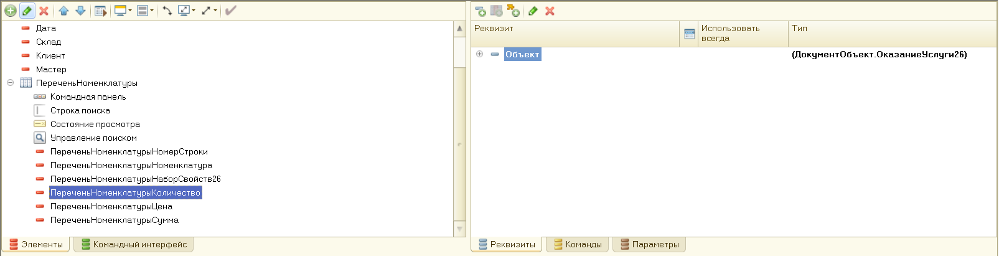 Дата
Склад
Клиент
Мастер
ПереченьНоменклатуры
Командная панель
Строка поиска
Состояние просмотра
Управление поиском
ПереченьНоменклатурыНомерСтроки
ПереченьНоменклатурыНоменклатура
ПереченьНоменклатурыНаборСвойств26
ПереченьНоменклатурыКоличество
ПереченьНоменклатурыЦена
ПереченьНоменклатурыСумма
Элементы
Командный интерфейс
Реквизит
Использовать
всегда
Тип
Объект
(ДокументОбъект.ОказаниеУслуги26)
Реквизиты
Команды
Параметры